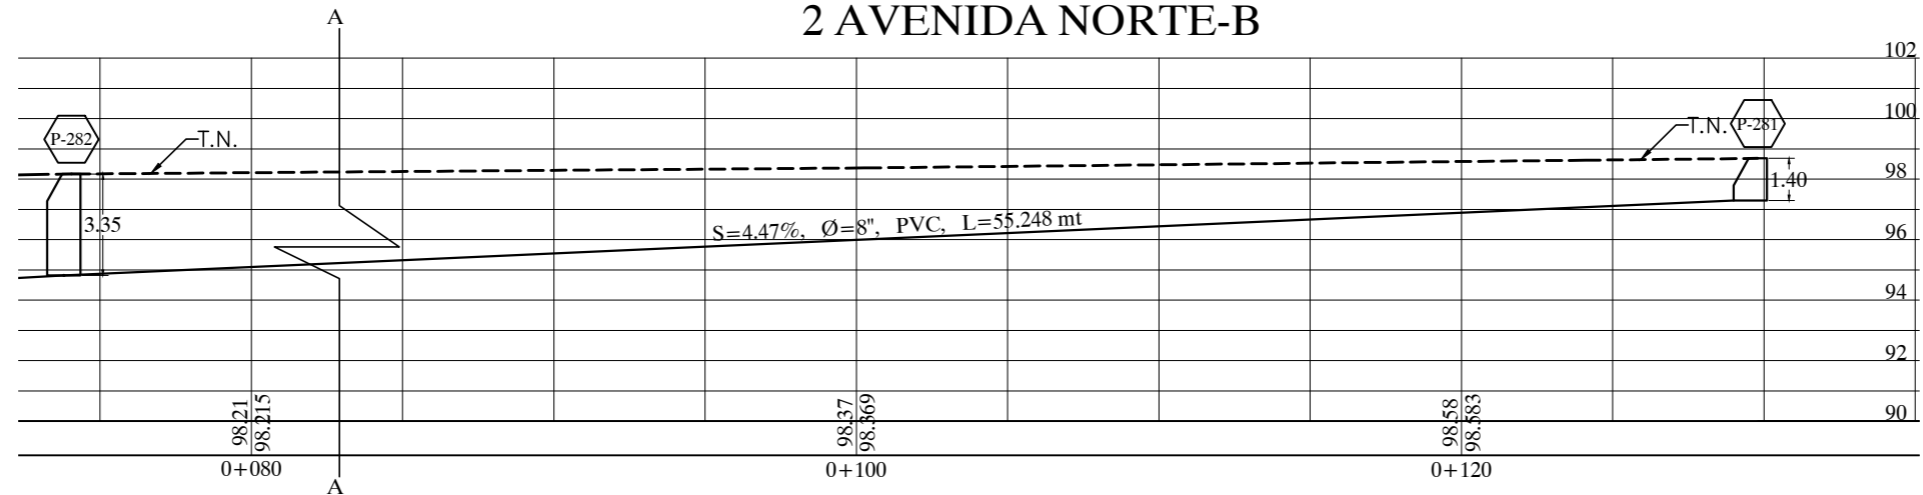 2 AVENIDA NORTE-B
A
102
100
P-282
T.N.
T.N.
P-281
98
1.40
3.35
S=4.47%, Ø=8", PVC, L=55.248 mt
96
94
92
90
98.21
98.215
98.37
98.369
98.58
98.583
0+080
0+100
0+120
A